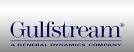 Gulfstream®
A GENERAL DYNAMICS COMPANY